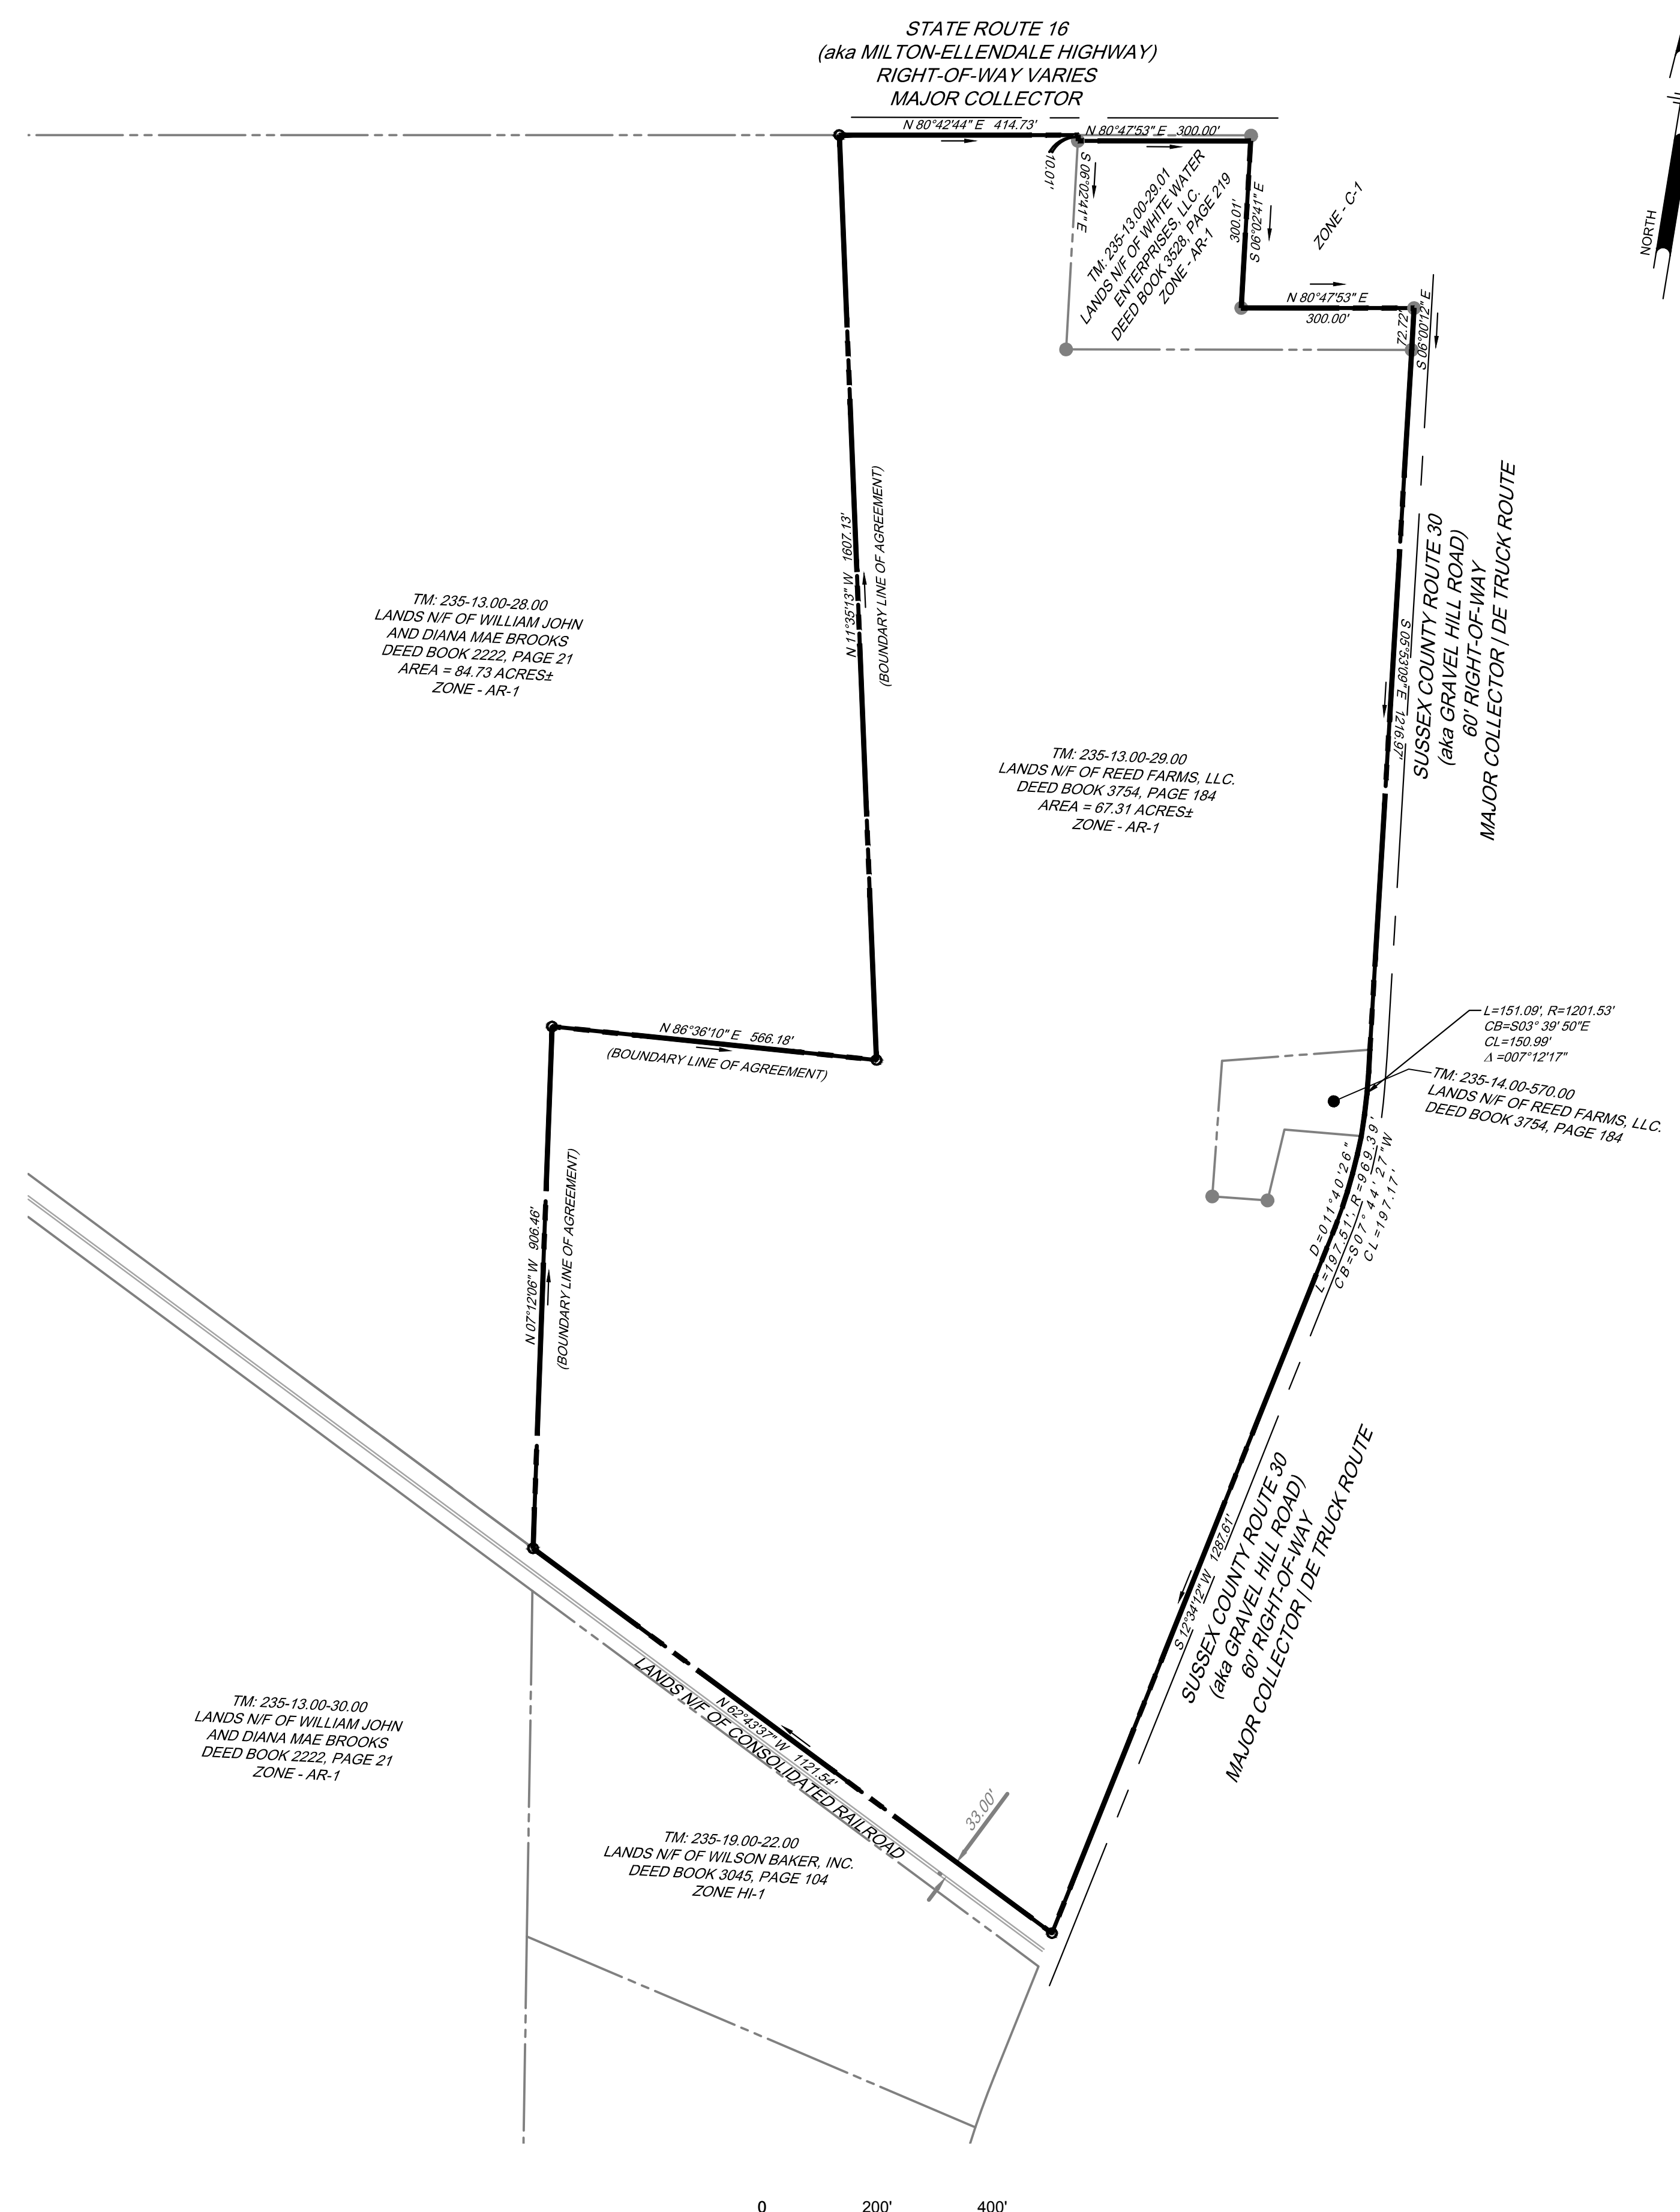 STATE ROUTE 16
(aka MILTON-ELLENDALE HIGHWAY)
RIGHT-OF-WAY VARIES
MAJOR COLLECTOR
N 80°42'44" E 414.73'
N 80°47'53" E 300.00'
10.01'
S 06°02'41" E
TM: 235-13.00-29.01
LANDS N/F OF WHITE WATER
ENTERPRISES, LLC.
DEED BOOK 3528, PAGE 219
ZONE - AR-1
300.01'
S 06°02'41" E
ZONE - C-1
NORTH
N 80°47'53" E
300.00'
72.72'
S 06°00'12" E
N 11°35'13" W 1607.13'
(BOUNDARY LINE OF AGREEMENT)
S 05°53'09" E 1216.97'
SUSSEX COUNTY ROUTE 30
(aka GRAVEL HILL ROAD)
60' RIGHT-OF-WAY
MAJOR COLLECTOR | DE TRUCK ROUTE
TM: 235-13.00-28.00
LANDS N/F OF WILLIAM JOHN
AND DIANA MAE BROOKS
DEED BOOK 2222, PAGE 21
AREA = 84.73 ACRES±
ZONE - AR-1
TM: 235-13.00-29.00
LANDS N/F OF REED FARMS, LLC.
DEED BOOK 3754, PAGE 184
AREA = 67.31 ACRES±
ZONE - AR-1
L=151.09', R=1201.53'
CB=S03° 39' 50"E
CL=150.99'
Δ =007°12'17"
TM: 235-14.00-570.00
LANDS N/F OF REED FARMS, LLC.
DEED BOOK 3754, PAGE 184
N 86°36'10" E 566.18'
(BOUNDARY LINE OF AGREEMENT)
D=011°40'26"
L=197.51', R=969.39'
CB=S07°44'27"W
CL=197.17'
N 07°12'06" W 906.46'
(BOUNDARY LINE OF AGREEMENT)
S 12°34'12" W 1287.61'
SUSSEX COUNTY ROUTE 30
(aka GRAVEL HILL ROAD)
60' RIGHT-OF-WAY
MAJOR COLLECTOR | DE TRUCK ROUTE
N 62°43'37" W 1121.54'
LANDS N/F OF CONSOLIDATED RAILROAD
33.00'
TM: 235-13.00-30.00
LANDS N/F OF WILLIAM JOHN
AND DIANA MAE BROOKS
DEED BOOK 2222, PAGE 21
ZONE - AR-1
TM: 235-19.00-22.00
LANDS N/F OF WILSON BAKER, INC.
DEED BOOK 3045, PAGE 104
ZONE HI-1
0 200' 400'